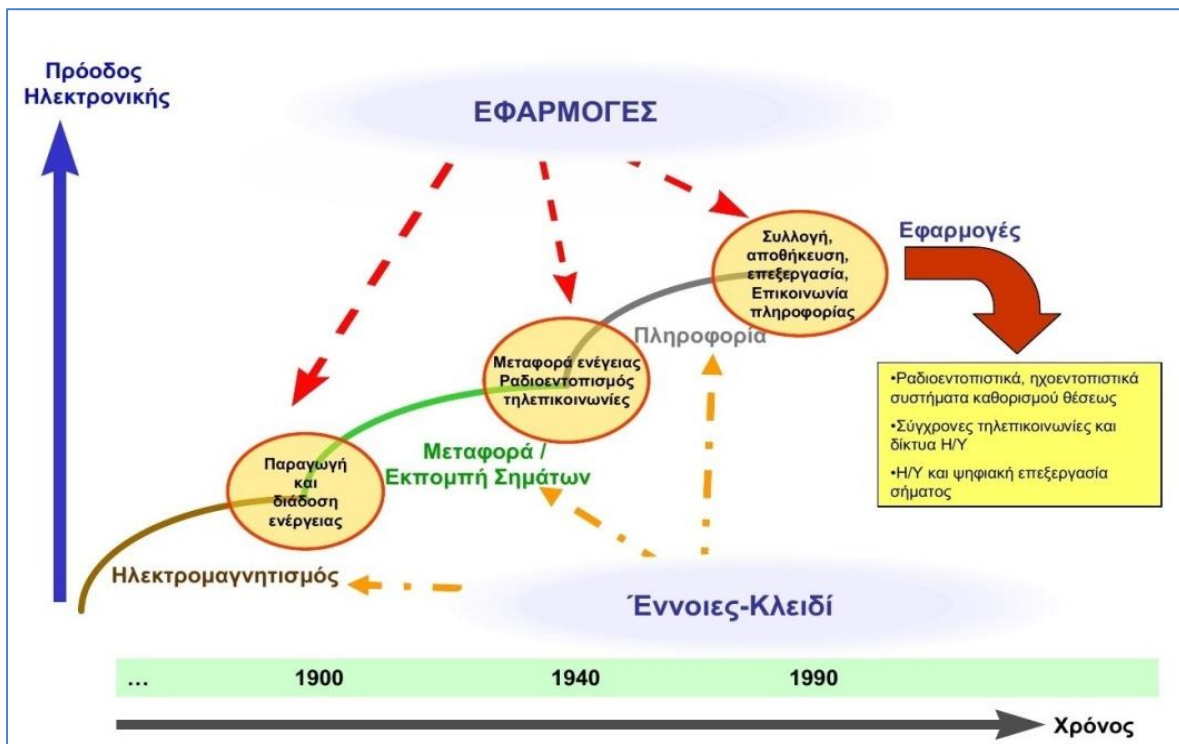 Πρόοδος
Ηλεκτρονικής
ΕΦΑΡΜΟΓΕΣ
Συλλογή,
αποθήκευση,
επεξεργασία,
Επικοινωνία
πληροφορίας
Εφαρμογές
Πληροφορία
Μεταφορά ενέγειας
Ραδιοεντοπισμός
τηλεπικοινωνίες
•Ραδιοεντοπιστικά, ηχοεντοπιστικά
συστήματα καθορισμού θέσεως
•Σύγχρονες τηλεπικοινωνίες και
δίκτυα Η/Υ
•Η/Υ και ψηφιακή επεξεργασία
σήματος
Μεταφορά /
Εκπομπή Σημάτων
Παραγωγή
και
διάδοση
ενέργειας
Ηλεκτρομαγνητισμός
Έννοιες-Κλειδί
... 1900 1940 1990
Χρόνος